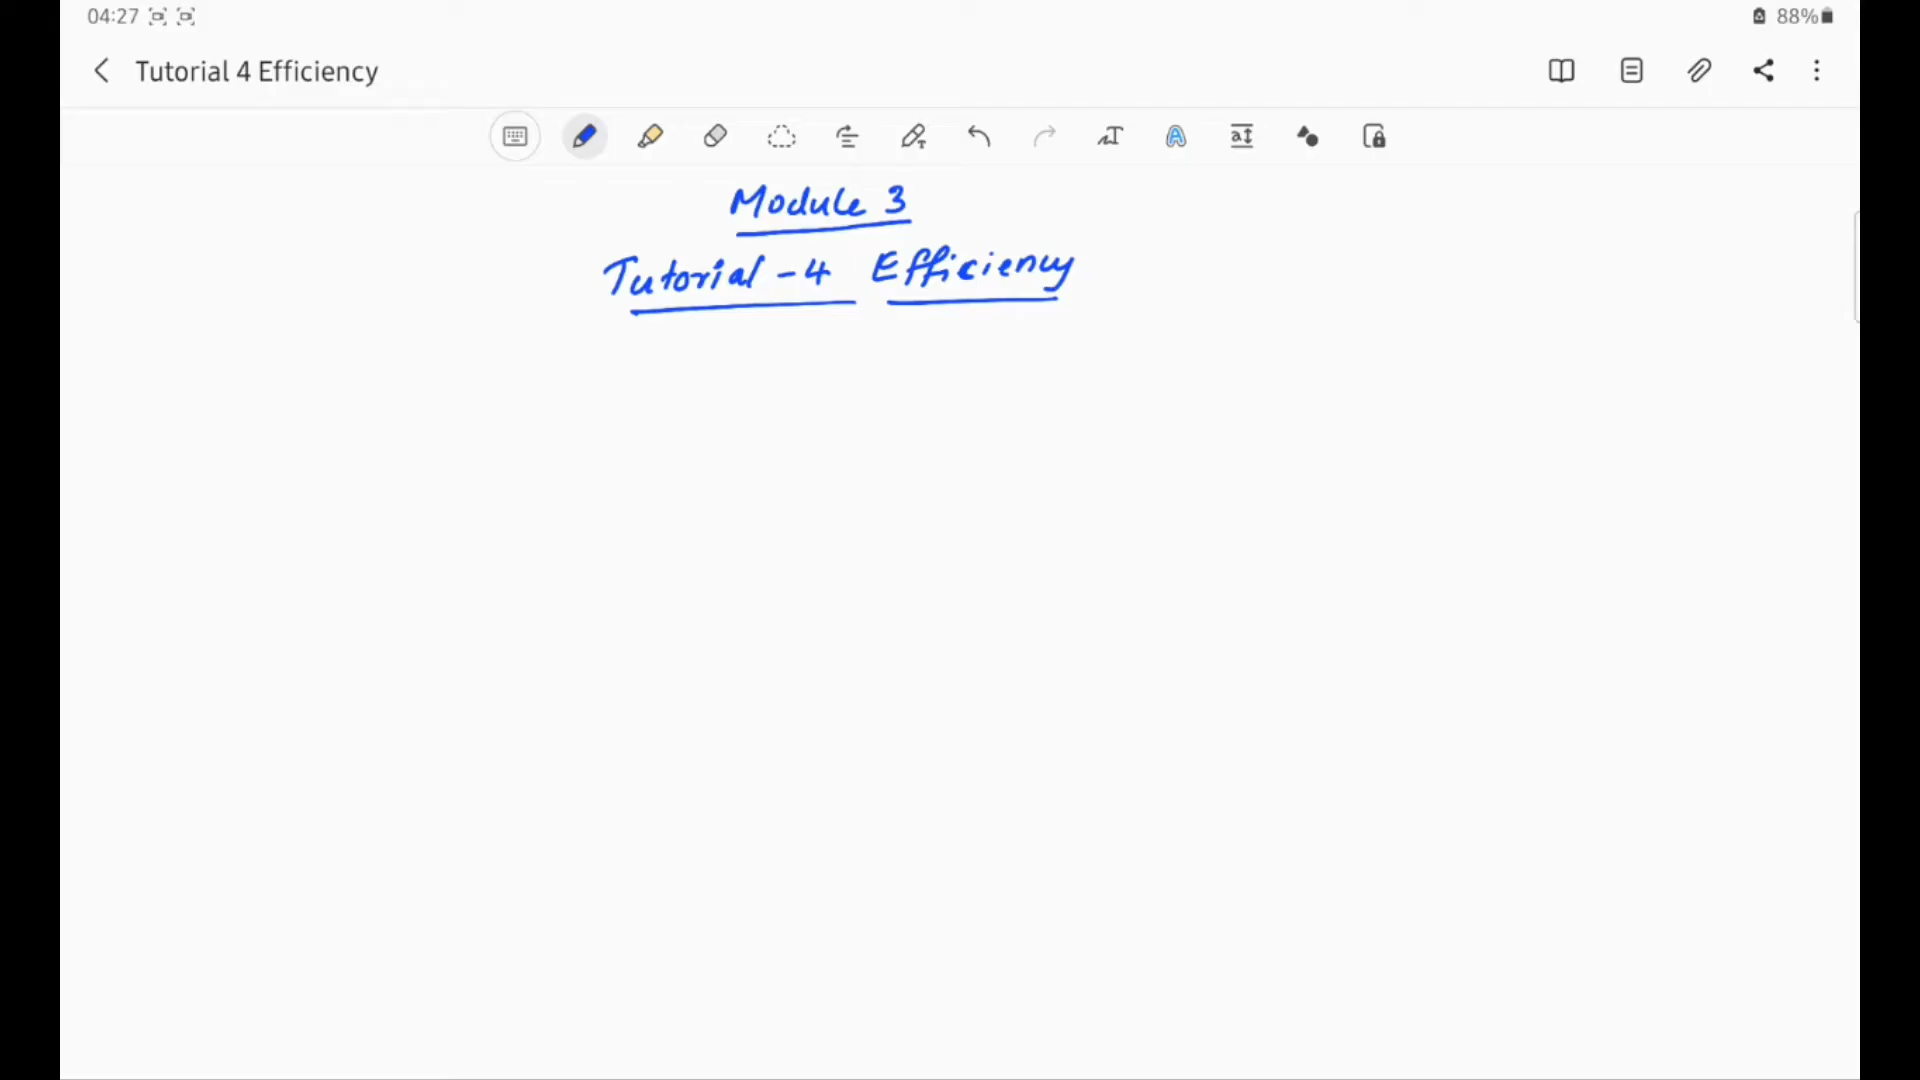 04:27
88%
Tutorial 4 Efficiency
Module 3
Tutorial - 4 Efficiency